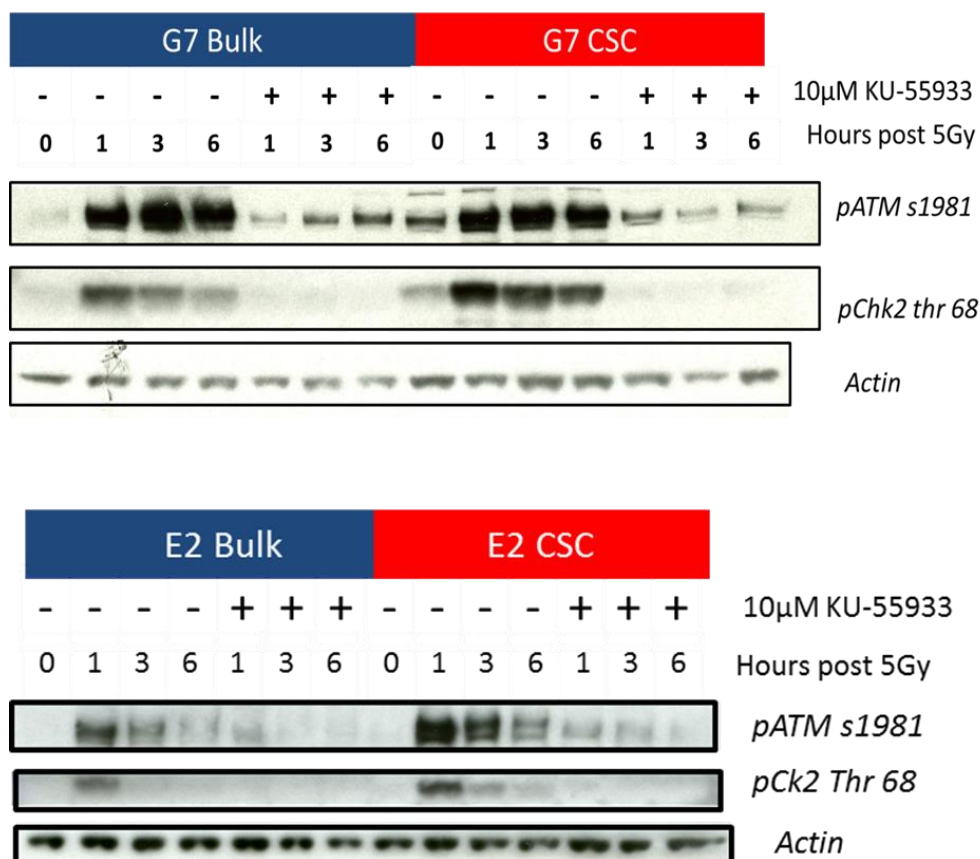 G7 Bulk G7 CSC
- - - - + + + - - - - + + + 10μM KU-55933
0 1 3 6 1 3 6 0 1 3 6 1 3 6 Hours post 5Gy
pATM s1981
pChk2 thr 68
Actin
E2 Bulk E2 CSC
- - - - + + + - - - - + + + 10μM KU-55933
0 1 3 6 1 3 6 0 1 3 6 1 3 6 Hours post 5Gy
pATM s1981
pCk2 Thr 68
Actin